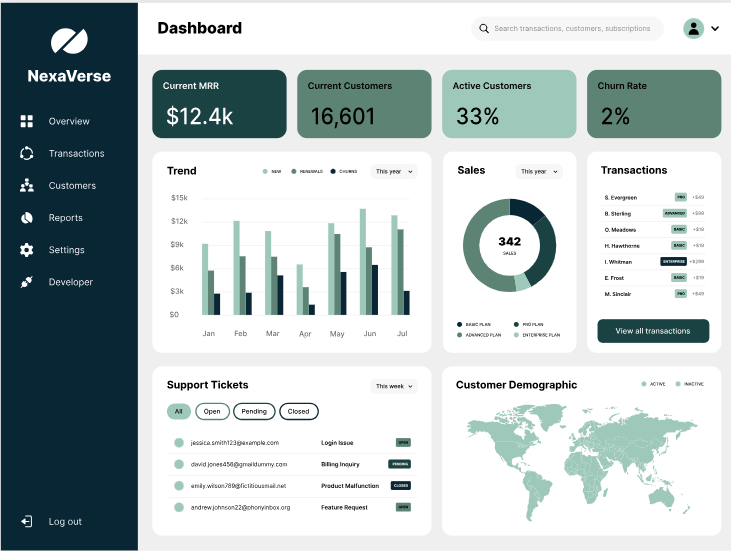 NexaVerse
Overview
Transactions
Customers
Reports
Settings
Developer
Log out
Dashboard
Search transactions, customers, subscriptions
Current MRR
$12.4k
Current Customers
16,601
Active Customers
33%
Churn Rate
2%
Trend
NEW RENEWALS CHURNS
This year
$15k
$12k
$9k
$6k
$3k
$0
Jan Feb Mar Apr May Jun Jul
Sales
This year
342
SALES
BASIC PLAN PRO PLAN
ADVANCED PLAN ENTERPRISE PLAN
Transactions
S. Evergreen PRO +$49
B. Sterling ADVANCED +$99
O. Meadows BASIC +$19
H. Hawthorne BASIC +$19
I. Whitman ENTERPRISE +$299
E. Frost BASIC +$19
M. Sinclair PRO +$49
View all transactions
Support Tickets
This week
All Open Pending Closed
jessica.smith123@example.com Login Issue OPEN
david.jones456@gmaildummy.com Billing Inquiry PENDING
emily.wilson789@fictitiousmail.net Product Malfunction CLOSED
andrew.johnson22@phonyinbox.org Feature Request OPEN
Customer Demographic
ACTIVE INACTIVE